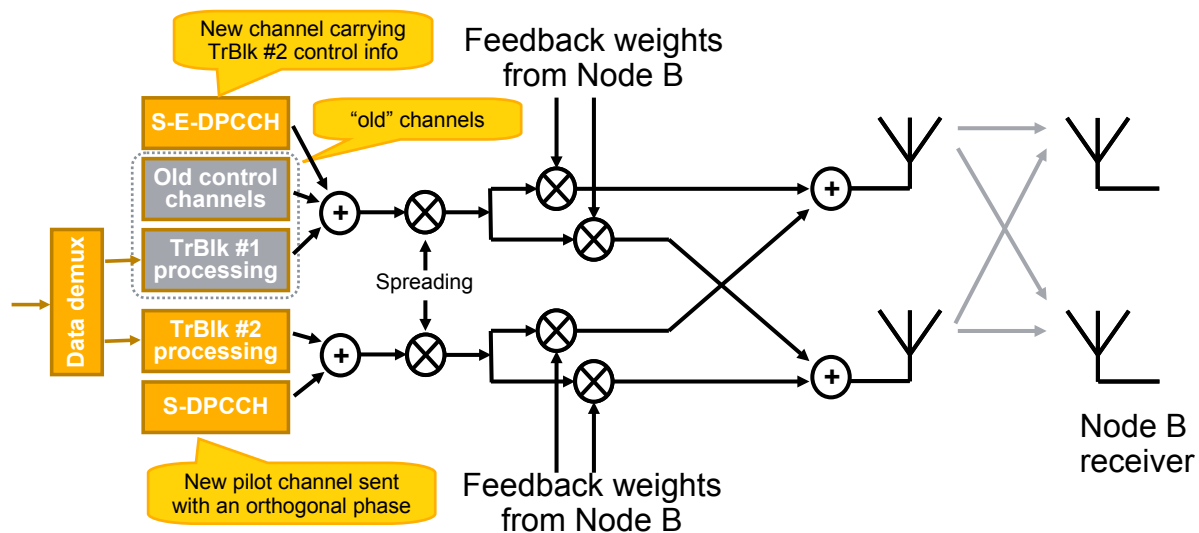 New channel carrying
TrBlk #2 control info
Feedback weights
from Node B
S-E-DPCCH
“old” channels
Old control
channels
+
+
TrBlk #1
processing
Data demux
Spreading
TrBlk #2
processing
+
+
S-DPCCH
New pilot channel sent
with an orthogonal phase
Feedback weights
from Node B
Node B
receiver